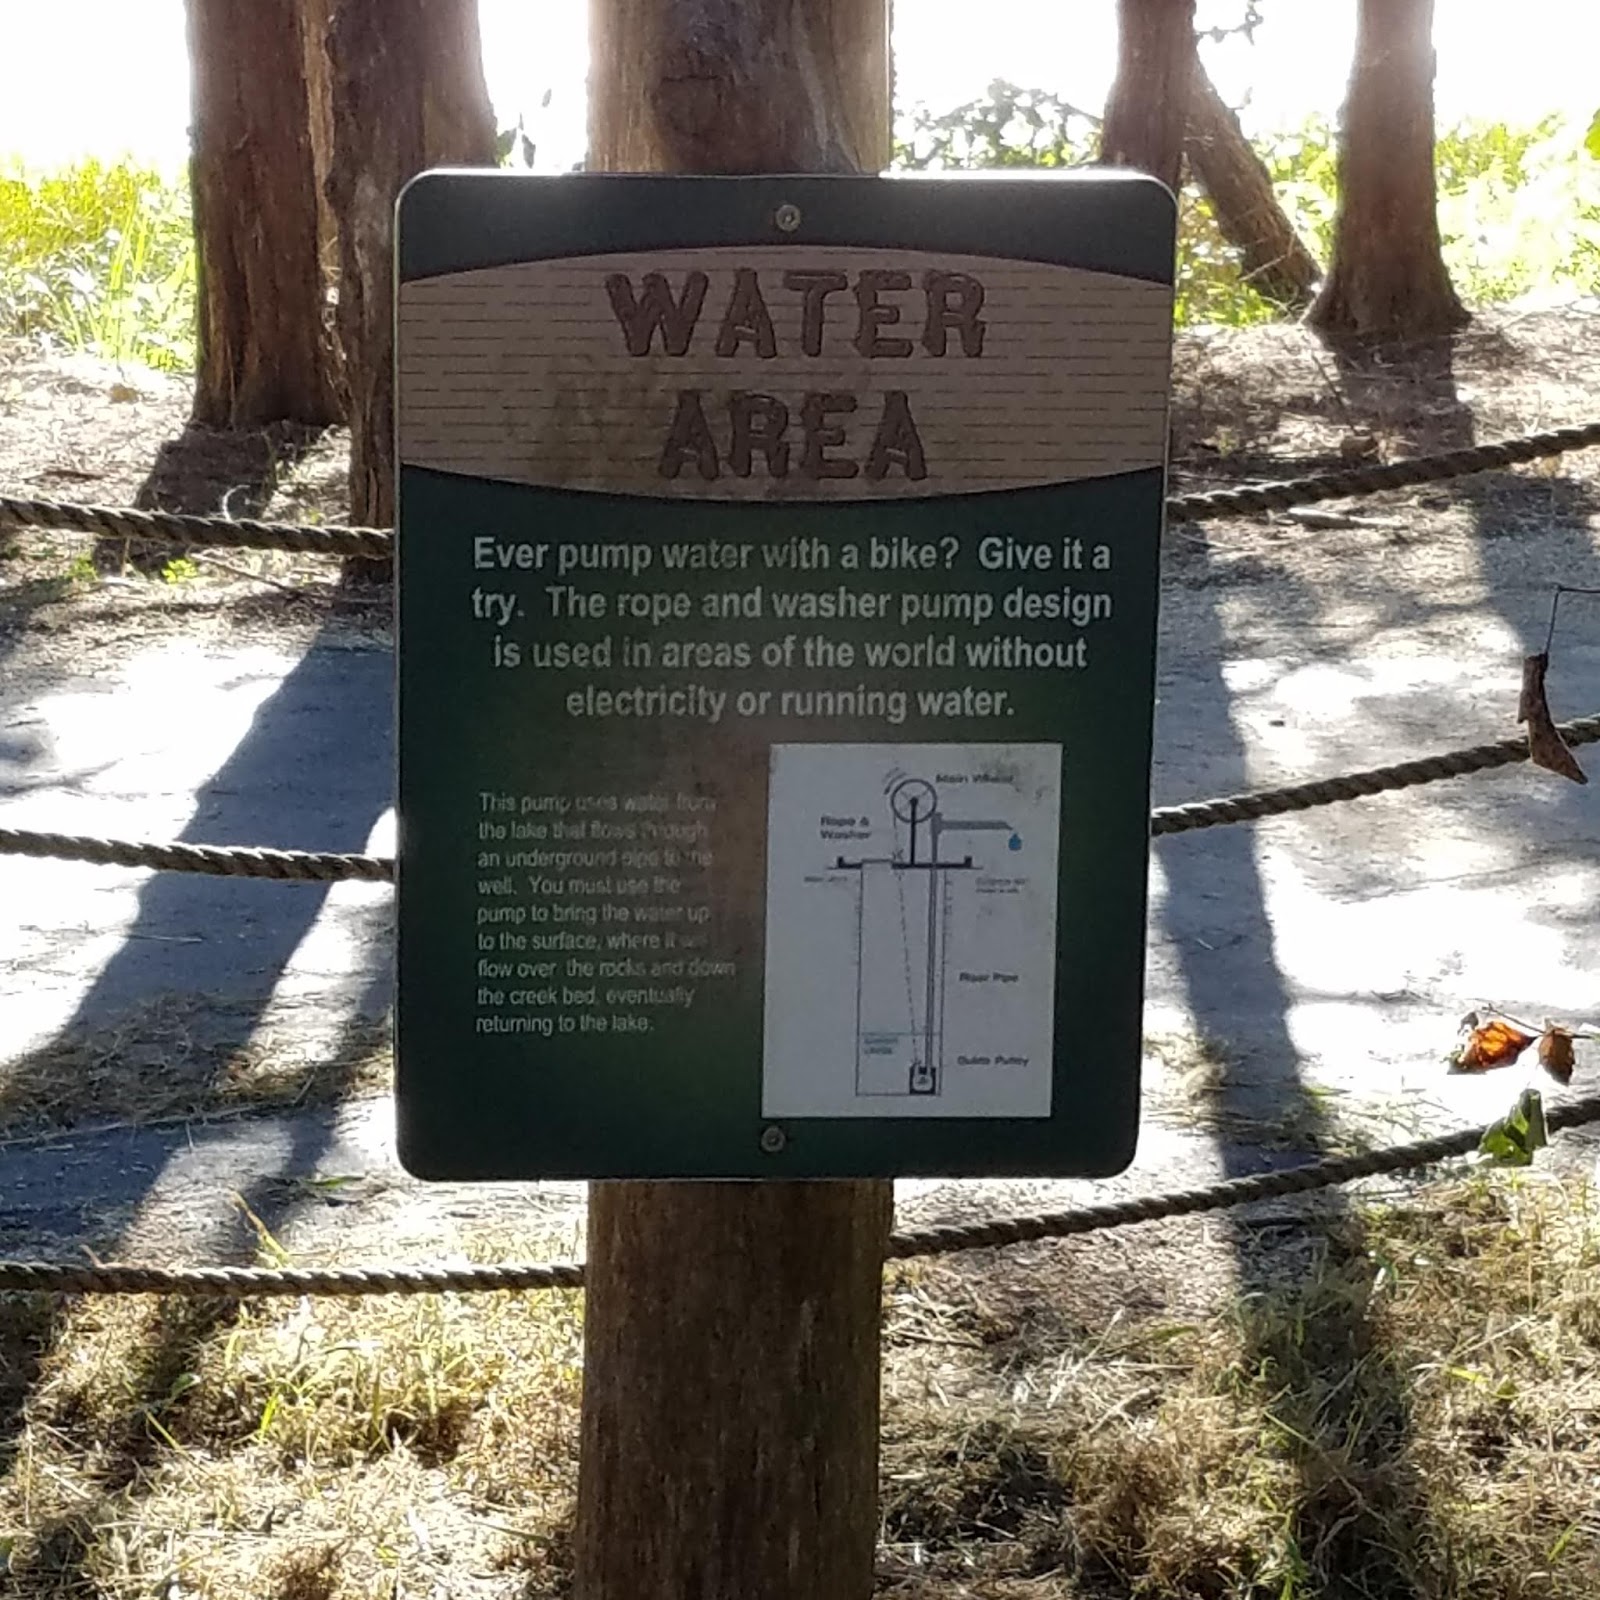 WATER
AREA
Ever pump water with a bike? Give it a
try. The rope and washer pump design
is used in areas of the world without
electricity or running water.
This pump uses water from
the lake that flows through
an underground pipe to the
well. You must use the
pump to bring the water up
to the surface, where it will
flow over the rocks and down
the creek bed, eventually
returning to the lake.
Main Wheel
Rope &
Washer
Riser Pipe